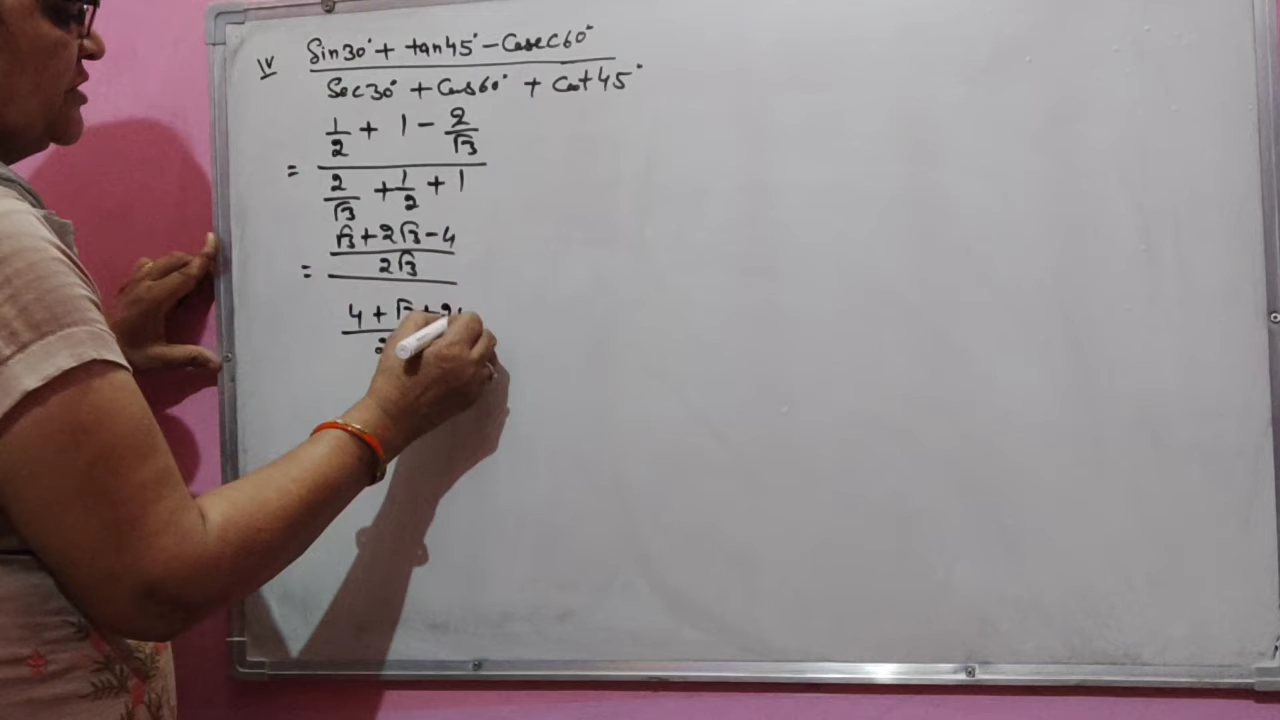 iv sin30° + tan45° - Cosec60°
Sec30° + Cos60° + Cot45°
1/2 + 1 - 2/√3
=
2/√3 + 1/2 + 1
√3 + 2√3 - 4
= 2√3
4 + √3 + 2